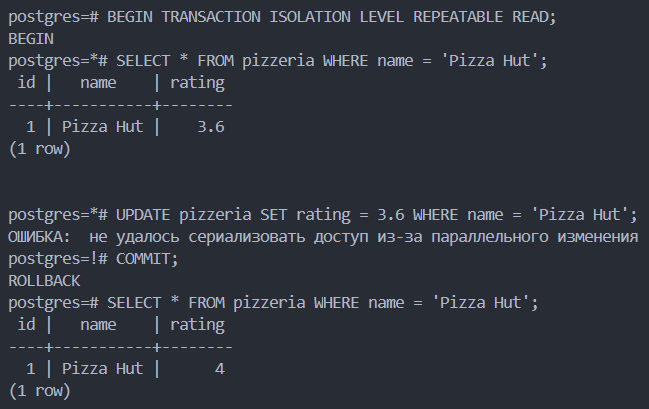 postgres=# BEGIN TRANSACTION ISOLATION LEVEL REPEATABLE READ;
BEGIN
postgres=*# SELECT * FROM pizzeria WHERE name = 'Pizza Hut';
 id |   name    | rating
----+-----------+--------
  1 | Pizza Hut |    3.6
(1 row)
postgres=*# UPDATE pizzeria SET rating = 3.6 WHERE name = 'Pizza Hut';
ОШИБКА:  не удалось сериализовать доступ из-за параллельного изменения
postgres=!# COMMIT;
ROLLBACK
postgres=# SELECT * FROM pizzeria WHERE name = 'Pizza Hut';
 id |   name    | rating
----+-----------+--------
  1 | Pizza Hut |      4
(1 row)